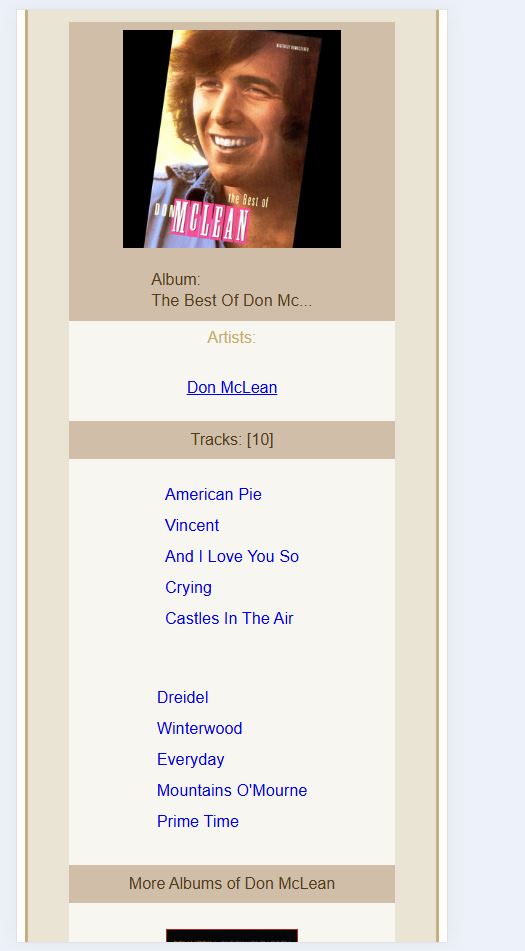 DIGITALLY REMASTERED
the Best of
DON McLEAN
Album:
The Best Of Don Mc...
Artists:
Don McLean
Tracks: [10]
American Pie
Vincent
And I Love You So
Crying
Castles In The Air
Dreidel
Winterwood
Everyday
Mountains O'Mourne
Prime Time
More Albums of Don McLean